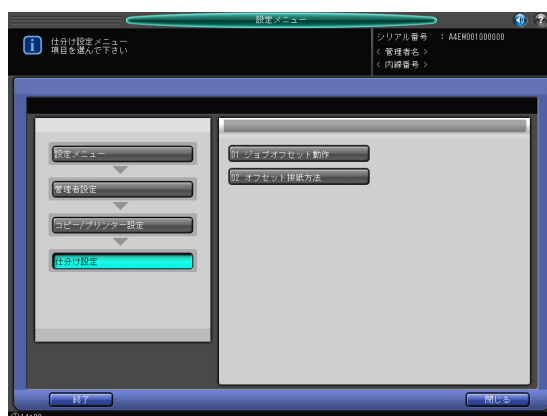 設定メニュー
仕分け設定メニュー
項目を選んで下さい
シリアル番号 : A4EH001000000
< 管理者名 >
< 内線番号 >
設定メニュー
管理者設定
コピー/プリンター設定
仕分け設定
01 ジョブオフセット動作
02 オフセット排紙方法
終了
閉じる